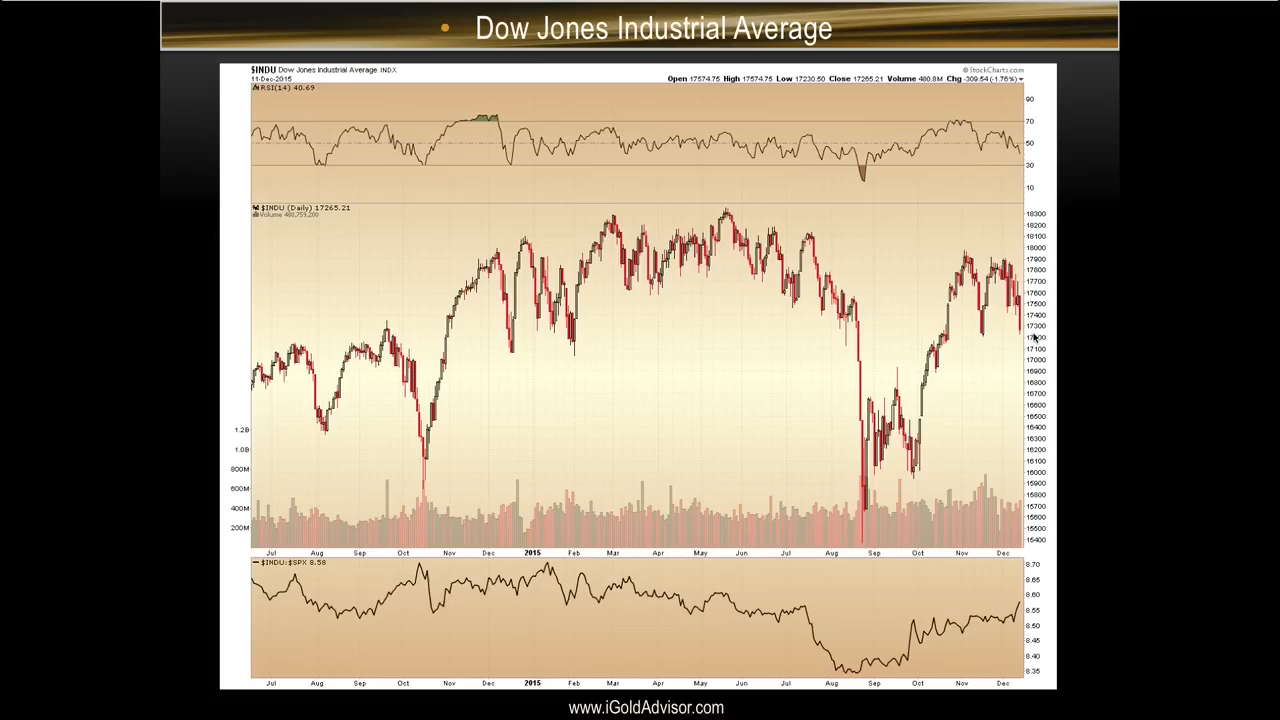 • Dow Jones Industrial Average
$INDU Dow Jones Industrial Average INDX
© StockCharts.com
11-Dec-2015
Open 17574.75 High 17574.75 Low 17230.50 Close 17265.21 Volume 480.8M Chg -309.54 (-1.76%)
RSI(14) 40.69
90
70
50
30
10
$INDU (Daily) 17265.21
Volume 480,759,200
18300
18200
18100
18000
17900
17800
17700
17600
17500
17400
17300
17100
17000
16900
16800
16700
16600
16500
16400
16300
16200
16100
16000
15900
15800
15700
15600
15500
15400
1.2B
1.0B
800M
600M
400M
200M
Jul Aug Sep Oct Nov Dec 2015 Feb Mar Apr May Jun Jul Aug Sep Oct Nov Dec
$INDU:$SPX 8.58
8.70
8.65
8.60
8.55
8.50
8.45
8.40
8.35
Jul Aug Sep Oct Nov Dec 2015 Feb Mar Apr May Jun Jul Aug Sep Oct Nov Dec
www.iGoldAdvisor.com